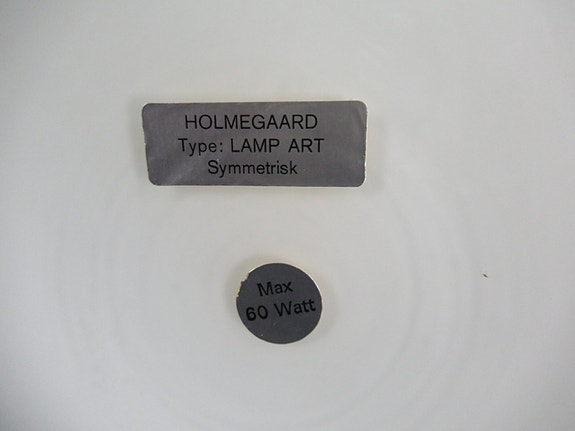 HOLMEGAARD
Type: LAMP ART
Symmetrisk
Max
60 Watt